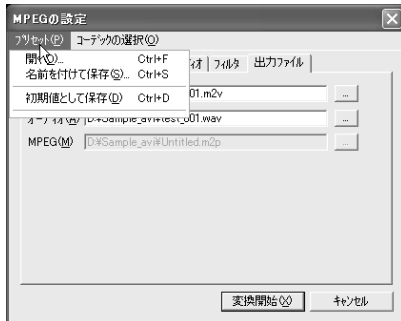 MPEGの設定
プリセット(P) コーデックの選択(O)
開く(O)... Ctrl+F
名前を付けて保存(S)... Ctrl+S
初期値として保存(D) Ctrl+D
ィオ フィルタ 出力ファイル
01.m2v ...
オーディオ(A) D:¥Sample_avi¥test_001.wav ...
MPEG(M) D:¥Sample_avi¥Untitled.m2p ...
変換開始(X) キャンセル